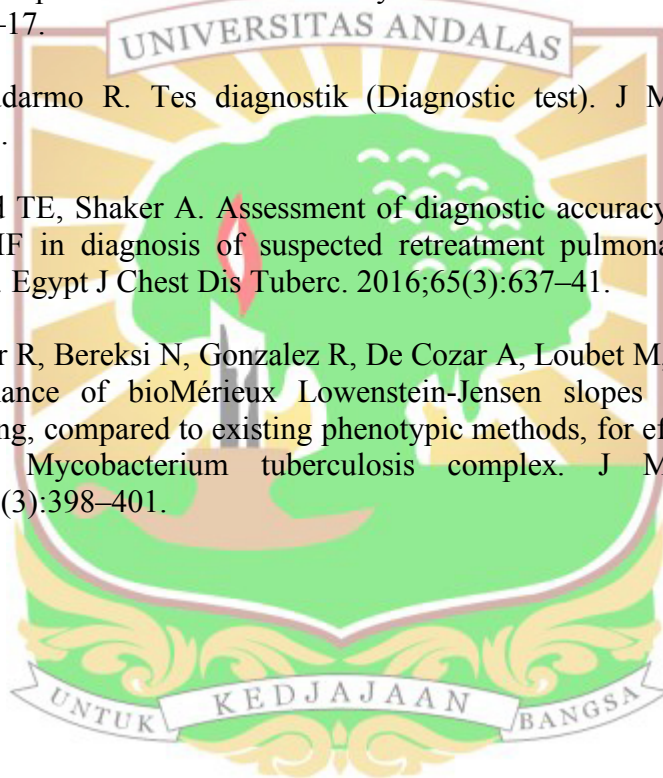 –17.
UNIVERSITAS ANDALAS
darmo R. Tes diagnostik (Diagnostic test). J M
.
d TE, Shaker A. Assessment of diagnostic accuracy
IF in diagnosis of suspected retreatment pulmona
. Egypt J Chest Dis Tuberc. 2016;65(3):637–41.
r R, Bereksi N, Gonzalez R, De Cozar A, Loubet M,
ance of bioMérieux Lowenstein-Jensen slopes
ng, compared to existing phenotypic methods, for ef
Mycobacterium tuberculosis complex. J M
(3):398–401.
UNTUK KEDJAJAAN BANGSA